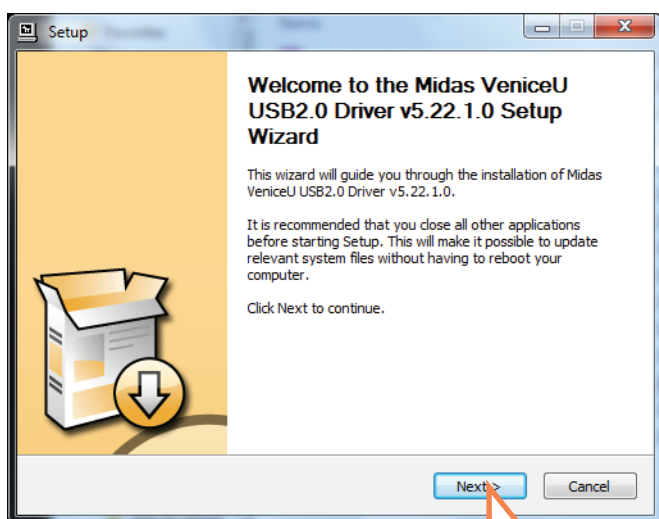 Setup
Welcome to the Midas VeniceU
USB2.0 Driver v5.22.1.0 Setup
Wizard
This wizard will guide you through the installation of Midas
VeniceU USB2.0 Driver v5.22.1.0.
It is recommended that you close all other applications
before starting Setup. This will make it possible to update
relevant system files without having to reboot your
computer.
Click Next to continue.
Next >
Cancel